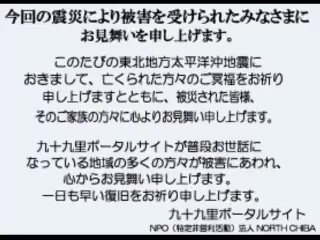 今回の震災により被害を受けられたみなさまに
お見舞いを申し上げます。
このたびの東北地方太平洋沖地震に
おきまして、亡くられた方々のご冥福をお祈り
申し上げますとともに、被災された皆様、
そのご家族の方々に心よりお見舞い申し上げます。
九十九里ポータルサイトが普段お世話に
なっている地域の多くの方々が被害にあわれ、
心からお見舞い申し上げます。
一日も早い復旧をお祈り申し上げます。
九十九里ポータルサイト
NPO（特定非営利活動）法人 NORTH CHIBA